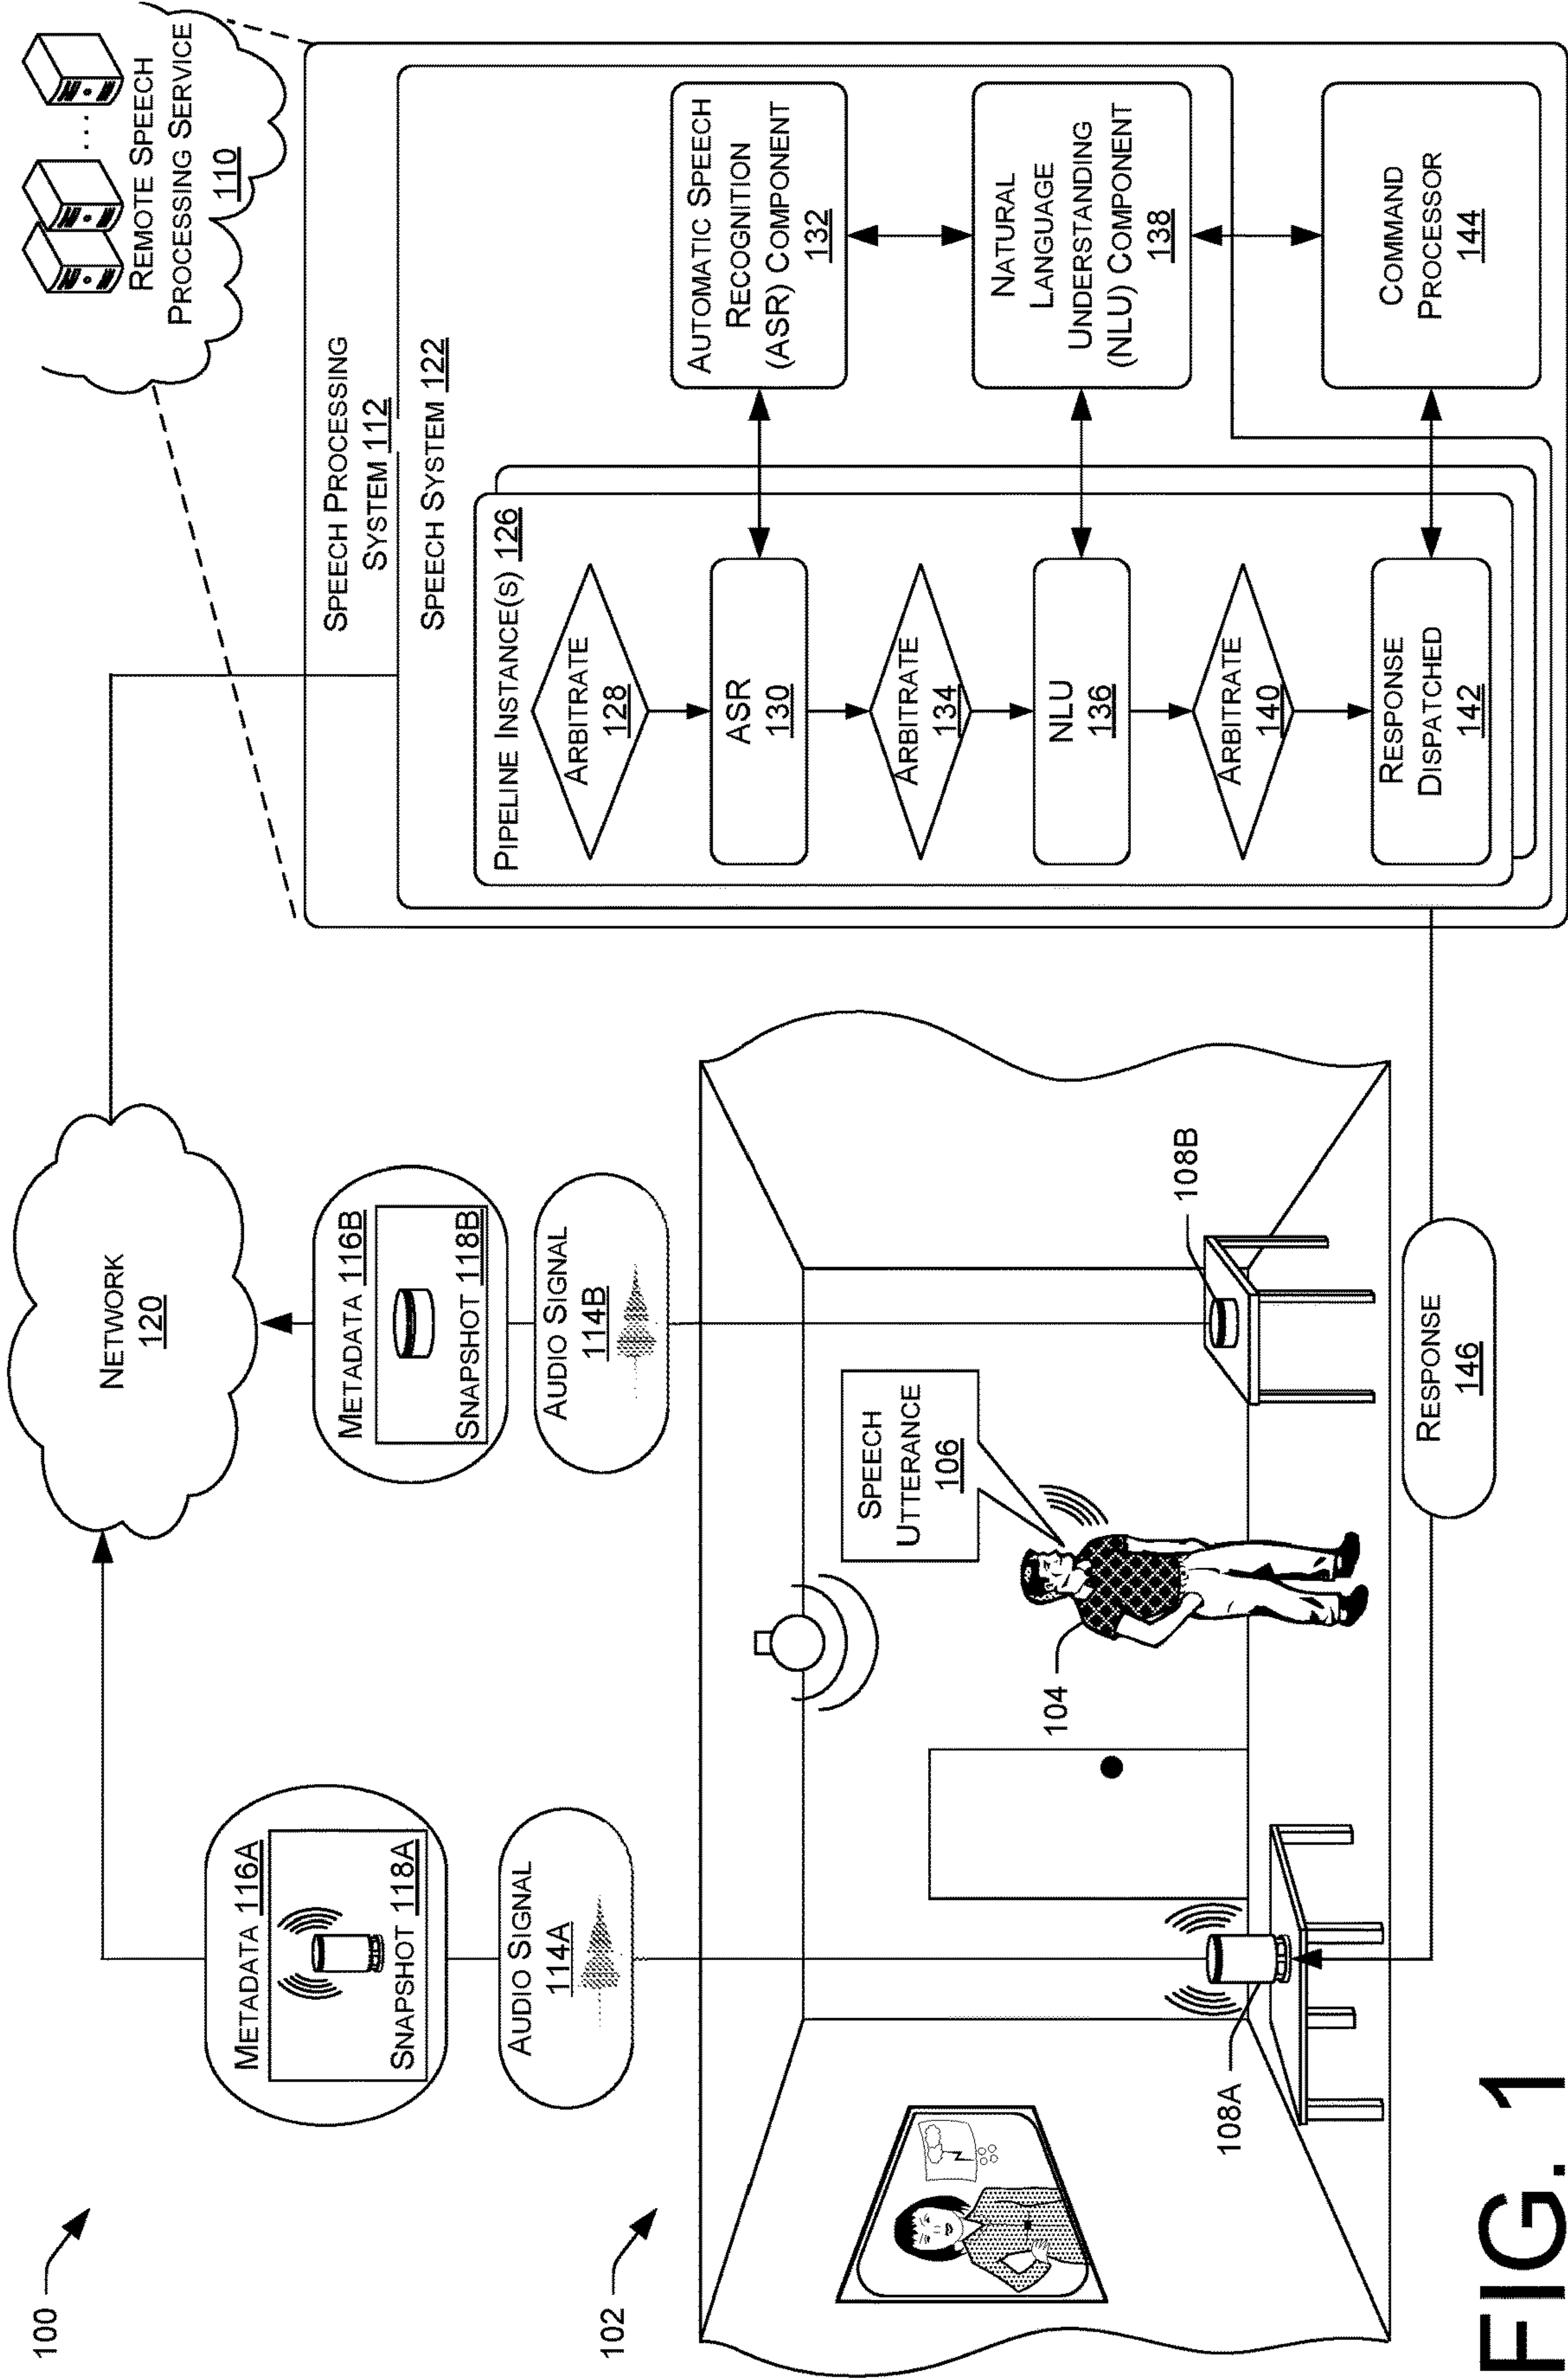 100
102
METADATA 116A
SNAPSHOT 118A
AUDIO SIGNAL
114A
NETWORK
120
METADATA 116B
SNAPSHOT 118B
AUDIO SIGNAL
114B
SPEECH
UTTERANCE
106
104
108A
108B
RESPONSE
146
REMOTE SPEECH
PROCESSING SERVICE
110
SPEECH PROCESSING
SYSTEM 112
SPEECH SYSTEM 122
PIPELINE INSTANCE(S) 126
ARBITRATE
128
ASR
130
ARBITRATE
134
NLU
136
ARBITRATE
140
RESPONSE
DISPATCHED
142
AUTOMATIC SPEECH
RECOGNITION
(ASR) COMPONENT
132
NATURAL
LANGUAGE
UNDERSTANDING
(NLU) COMPONENT
138
COMMAND
PROCESSOR
144
FIG. 1